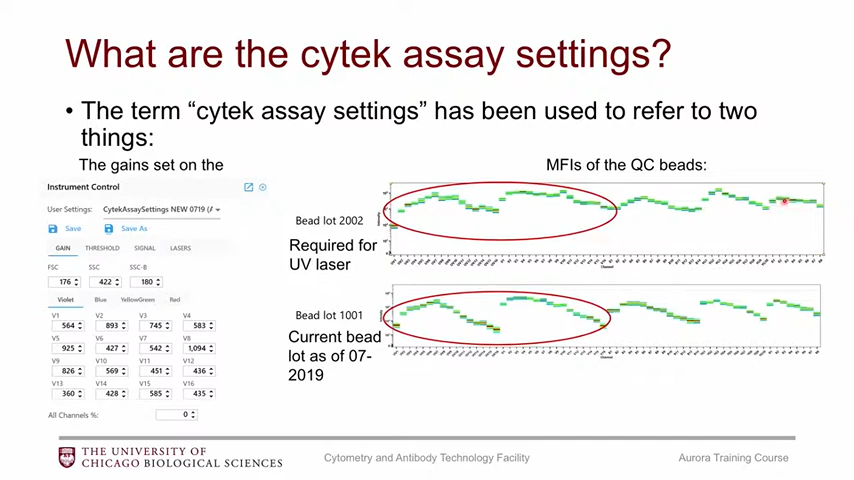 What are the cytek assay settings?
• The term “cytek assay settings” has been used to refer to two
things:
The gains set on the
MFIs of the QC beads:
Instrument Control
User Settings: CytekAssaySettings NEW 0719 (A
Save Save As
GAIN THRESHOLD SIGNAL LASERS
FSC SSC SSC-B
176 422 180
Violet Blue YellowGreen Red
V1 V2 V3 V4
564 893 745 583
V5 V6 V7 V8
925 427 542 1,094
V9 V10 V11 V12
826 569 451 436
V13 V14 V15 V16
360 428 585 435
All Channels %: 0
Bead lot 2002
Required for
UV laser
Channel
Bead lot 1001
Current bead
lot as of 07-
2019
Channel
THE UNIVERSITY OF
CHICAGO BIOLOGICAL SCIENCES
Cytometry and Antibody Technology Facility
Aurora Training Course